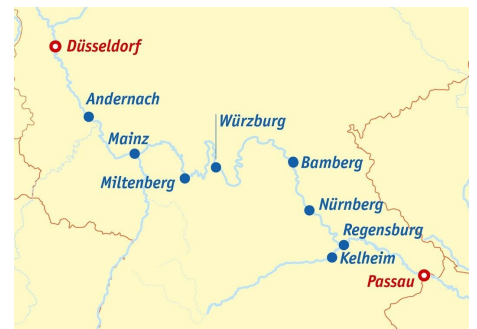 Düsseldorf
Andernach
Würzburg
Mainz
Bamberg
Miltenberg
Nürnberg
Regensburg
Kelheim
Passau